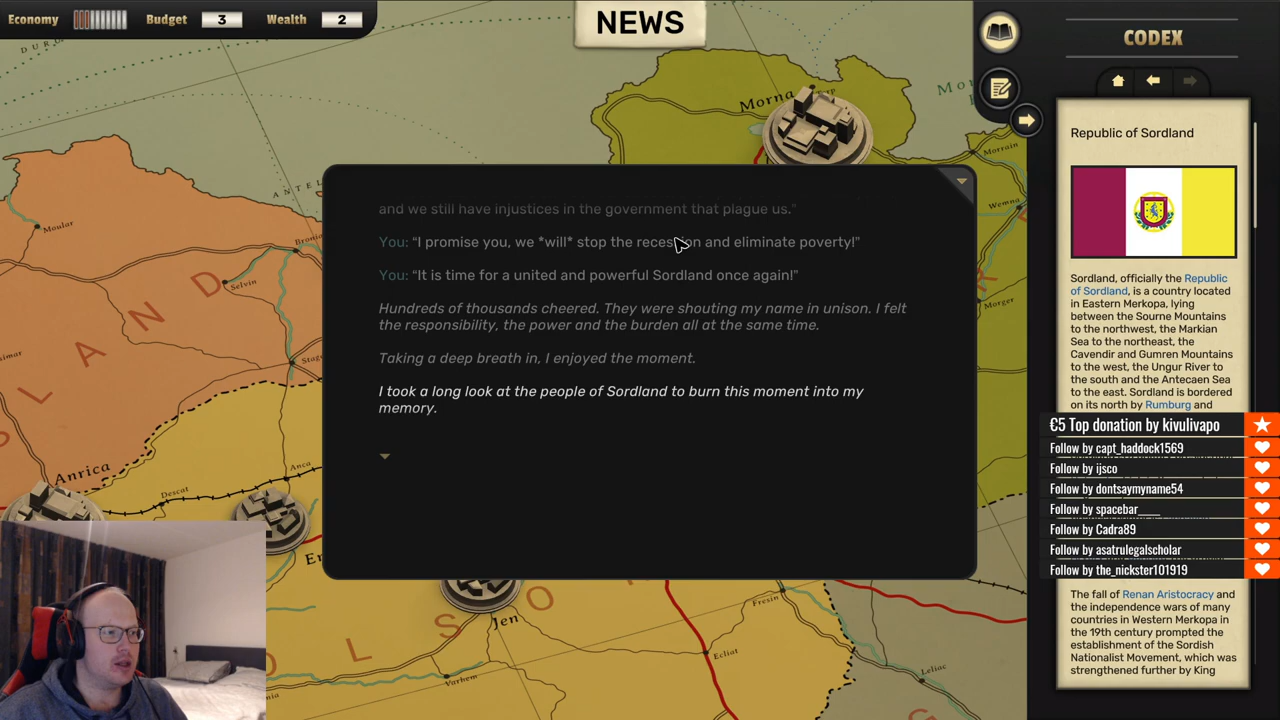 Economy
Budget 3
Wealth 2
NEWS
CODEX
Republic of Sordland
Sordland, officially the Republic
of Sordland, is a country located
in Eastern Merkopa, lying
between the Sourne Mountains
to the northwest, the Markian
Sea to the northeast, the
Cavendir and Gumren Mountains
to the west, the Ungur River to
the south and the Antecaen Sea
to the east. Sordland is bordered
on its north by Rumburg and
€5 Top donation by kivulivapo
Follow by capt_haddock1569
Follow by ijsco
Follow by dontsaymyname54
Follow by spacebar____
Follow by Cadra89
Follow by asatrulegalscholar
Follow by the_nickster101919
The fall of Renan Aristocracy and
the independence wars of many
countries in Western Merkopa in
the 19th century prompted the
establishment of the Sordish
Nationalist Movement, which was
strengthened further by King
and we still have injustices in the government that plague us.”
You: “I promise you, we *will* stop the recession and eliminate poverty!”
You: “It is time for a united and powerful Sordland once again!”
Hundreds of thousands cheered. They were shouting my name in unison. I felt
the responsibility, the power and the burden all at the same time.
Taking a deep breath in, I enjoyed the moment.
I took a long look at the people of Sordland to burn this moment into my
memory.
Morna
Morrain
Wemna
Morger
Moular
Selvin
L A N D
Anrica
Descat
Anca
Jen
Varhem
Ecliat
Fresin
Leliac
O L S O